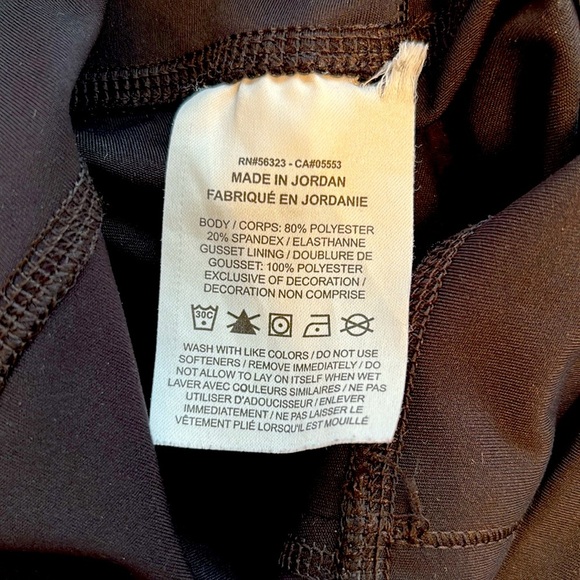 RN#56323 - CA#05553
MADE IN JORDAN
FABRIQUÉ EN JORDANIE
BODY / CORPS: 80% POLYESTER
20% SPANDEX / ELASTHANNE
GUSSET LINING / DOUBLURE DE
GOUSSET: 100% POLYESTER
EXCLUSIVE OF DECORATION /
DECORATION NON COMPRISE
30C
WASH WITH LIKE COLORS / DO NOT USE
SOFTENERS / REMOVE IMMEDIATELY / DO
NOT ALLOW TO LAY ON ITSELF WHEN WET
LAVER AVEC COULEURS SIMILAIRES / NE PAS
UTILISER D'ADOUCISSEUR / ENLEVER
IMMEDIATEMENT / NE PAS LAISSER LE
VÊTEMENT PLIÉ LORSQU'IL EST MOUILLÉ